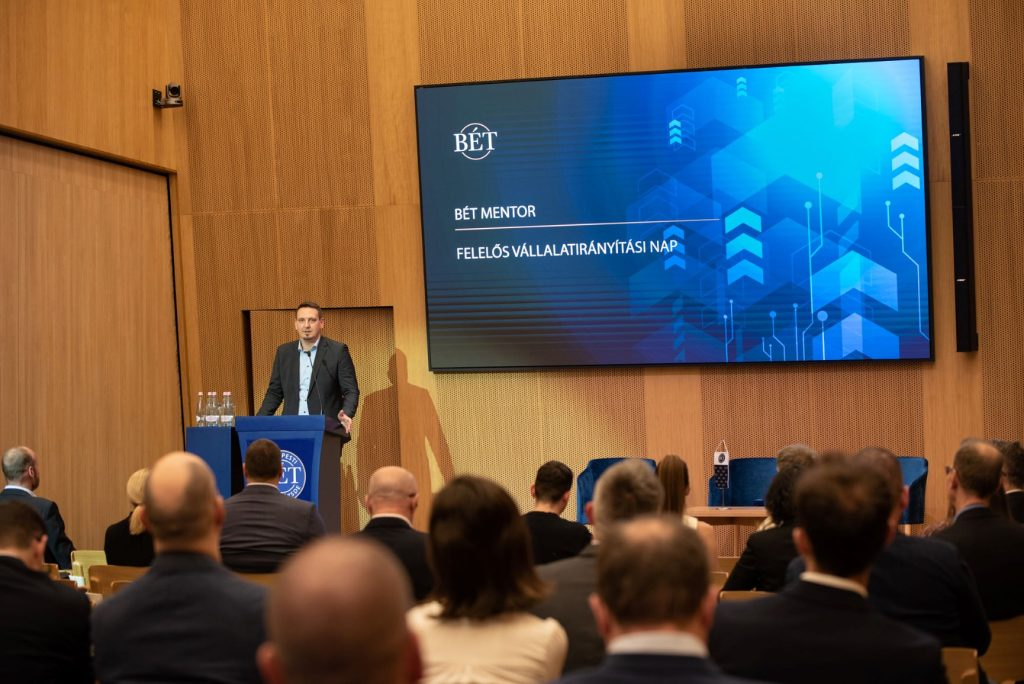 BÉT
BÉT MENTOR
FELELŐS VÁLLALATIRÁNYÍTÁSI NAP
BÉT